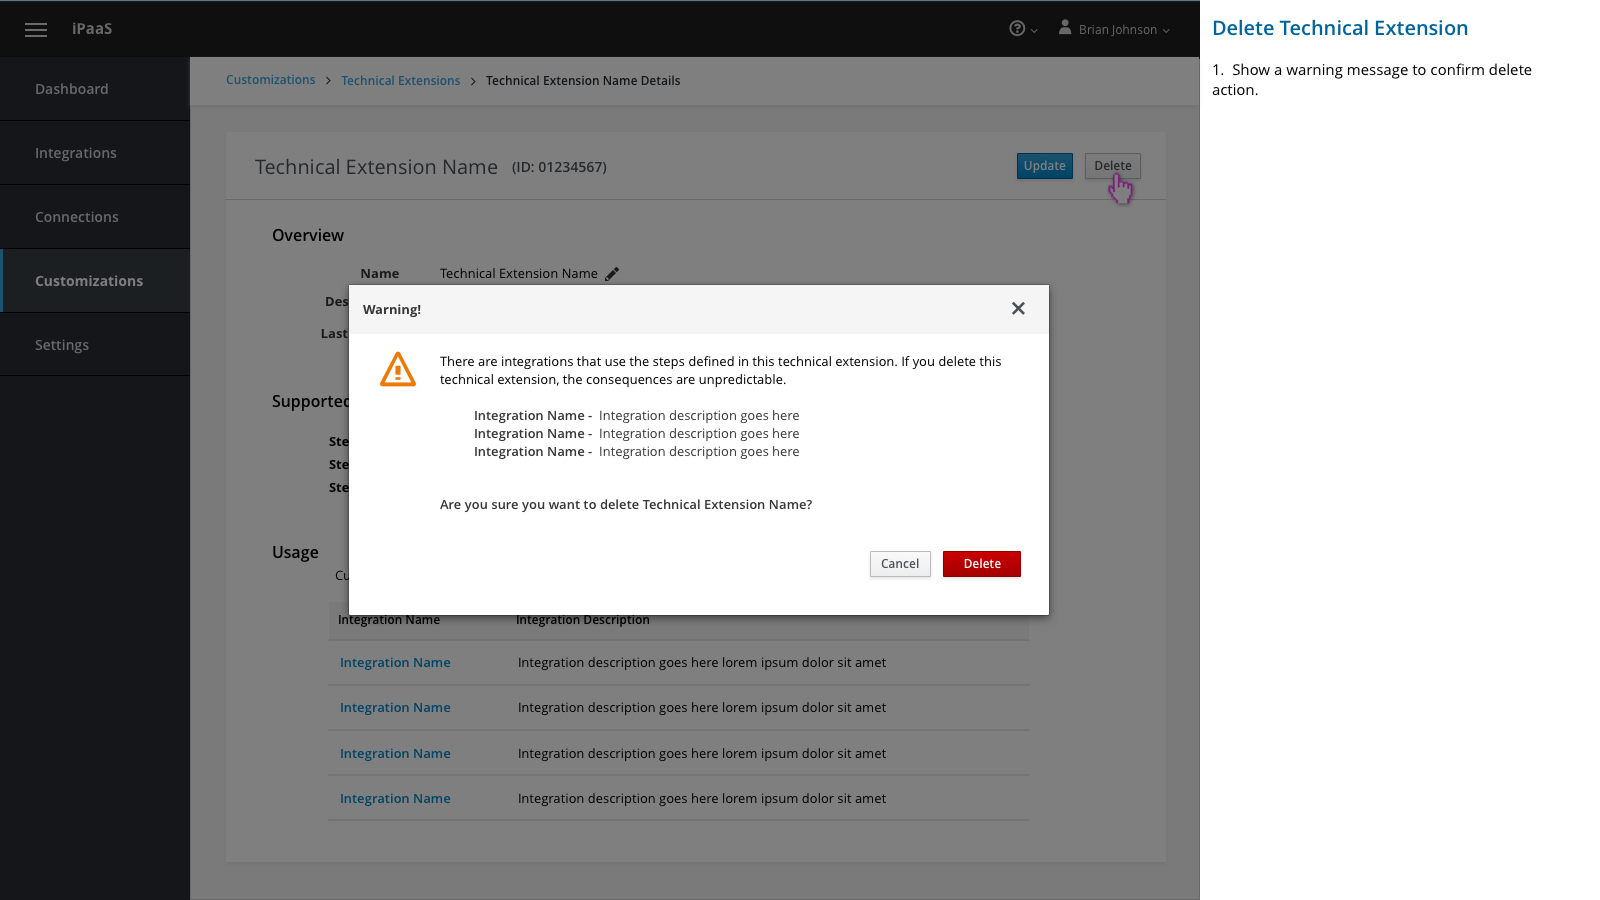 iPaaS
Brian Johnson
Delete Technical Extension
1. Show a warning message to confirm delete
action.
Dashboard
Integrations
Connections
Customizations
Settings
Customizations > Technical Extensions > Technical Extension Name Details
Technical Extension Name (ID: 01234567)
Update
Delete
Overview
Name Technical Extension Name
Des
Last
Supported
Ste
Ste
Ste
Usage
Cu
Warning!
There are integrations that use the steps defined in this technical extension. If you delete this
technical extension, the consequences are unpredictable.
Integration Name - Integration description goes here
Integration Name - Integration description goes here
Integration Name - Integration description goes here
Are you sure you want to delete Technical Extension Name?
Cancel
Delete
Integration Name Integration Description
Integration Name Integration description goes here lorem ipsum dolor sit amet
Integration Name Integration description goes here lorem ipsum dolor sit amet
Integration Name Integration description goes here lorem ipsum dolor sit amet
Integration Name Integration description goes here lorem ipsum dolor sit amet